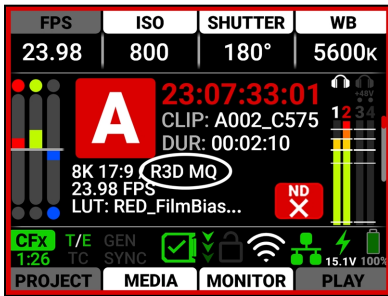 FPS ISO SHUTTER WB
23.98 800 180° 5600K
A
23:07:33:01
CLIP: A002_C575
DUR: 00:02:10
+48V
1 2 3 4
8K 17:9 / R3D MQ
23.98 FPS
LUT: RED_FilmBias...
ND
CFX T/E GEN
1:26 TC SYNC
15.1V 100%
PROJECT MEDIA MONITOR PLAY